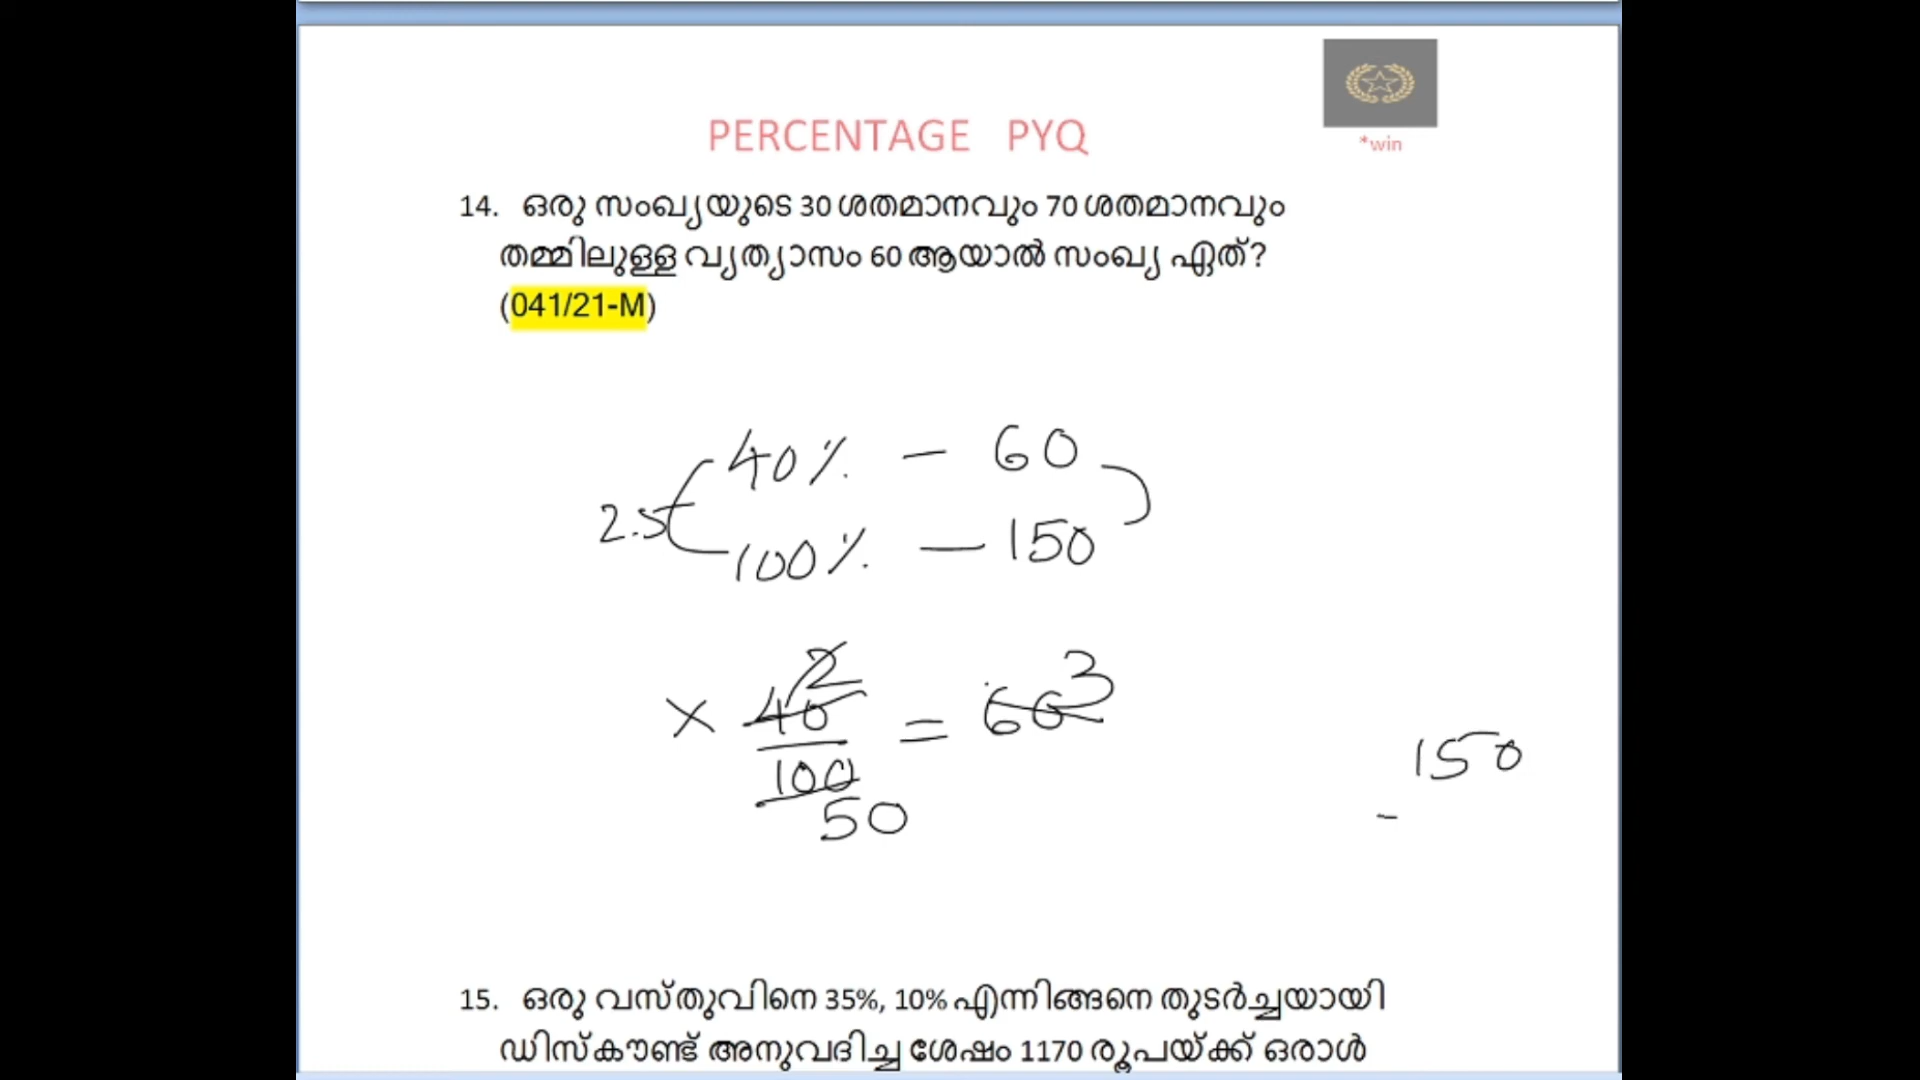 PERCENTAGE PYQ
*win
14. ഒരു സംഖ്യയുടെ 30 ശതമാനവും 70 ശതമാനവും
തമ്മിലുള്ള വ്യത്യാസം 60 ആയാൽ സംഖ്യ ഏത്?
(041/21-M)
40% – 60
2.5
100% – 150
2 3
× 40 = 60
100
50
150
-
15. ഒരു വസ്തുവിനെ 35%, 10% എന്നിങ്ങനെ തുടർച്ചയായി
ഡിസ്കൗണ്ട് അനുവദിച്ച ശേഷം 1170 രൂപയ്ക്ക് ഒരാൾ